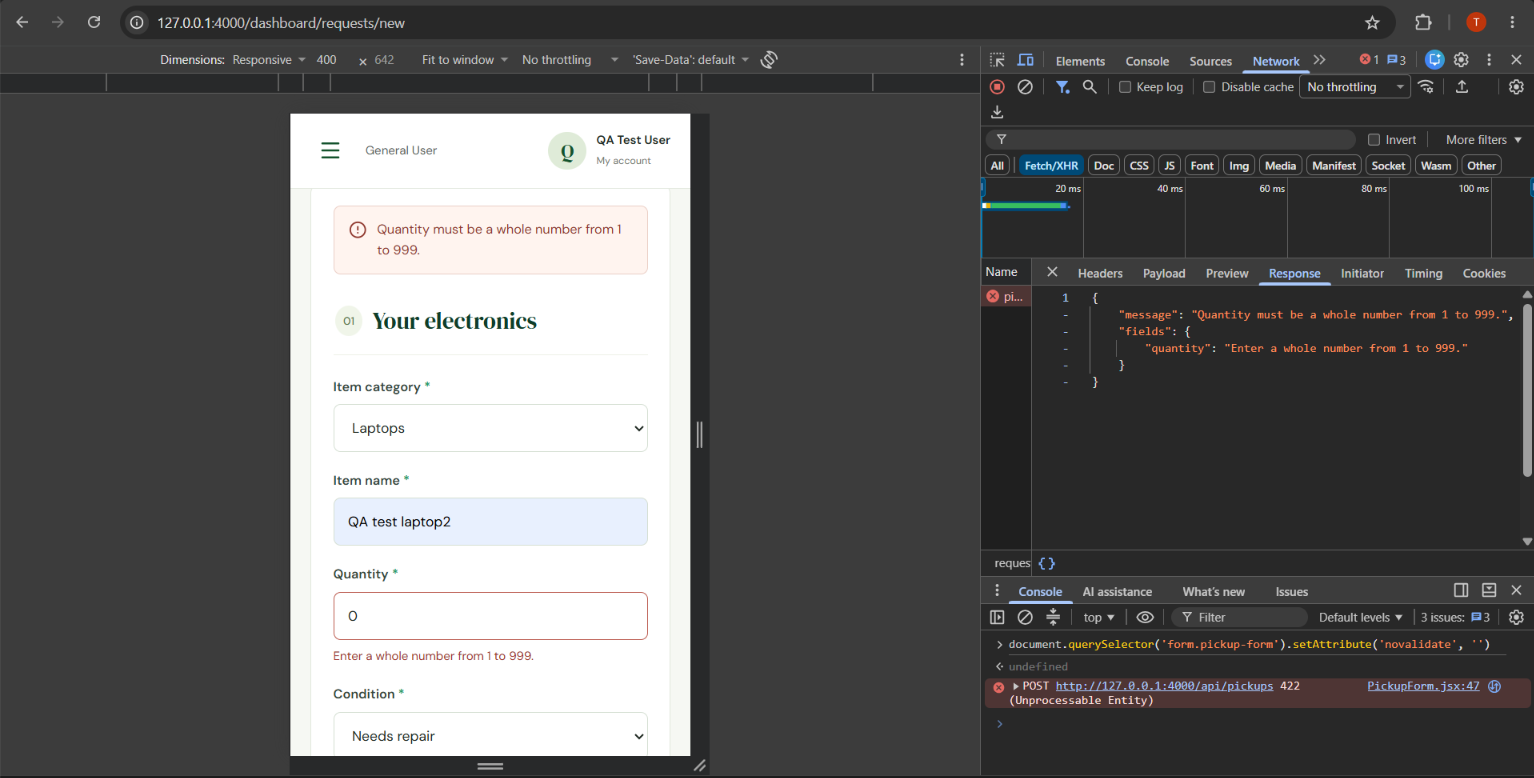 127.0.0.1:4000/dashboard/requests/new
T
Dimensions: Responsive 400 × 642 Fit to window No throttling 'Save-Data': default
General User
Q
QA Test User
My account
Quantity must be a whole number from 1
to 999.
01 Your electronics
Item category *
Laptops
Item name *
QA test laptop2
Quantity *
0
Enter a whole number from 1 to 999.
Condition *
Needs repair
Elements Console Sources Network 1 3
Keep log Disable cache No throttling
Invert More filters
All Fetch/XHR Doc CSS JS Font Img Media Manifest Socket Wasm Other
20 ms 40 ms 60 ms 80 ms 100 ms
Name Headers Payload Preview Response Initiator Timing Cookies
pi...
1 {
- "message": "Quantity must be a whole number from 1 to 999.",
- "fields": {
- "quantity": "Enter a whole number from 1 to 999."
- }
- }
reques {}
Console AI assistance What's new Issues
top Filter Default levels 3 issues: 3
> document.querySelector('form.pickup-form').setAttribute('novalidate', '')
undefined
POST http://127.0.0.1:4000/api/pickups 422 PickupForm.jsx:47
(Unprocessable Entity)
>